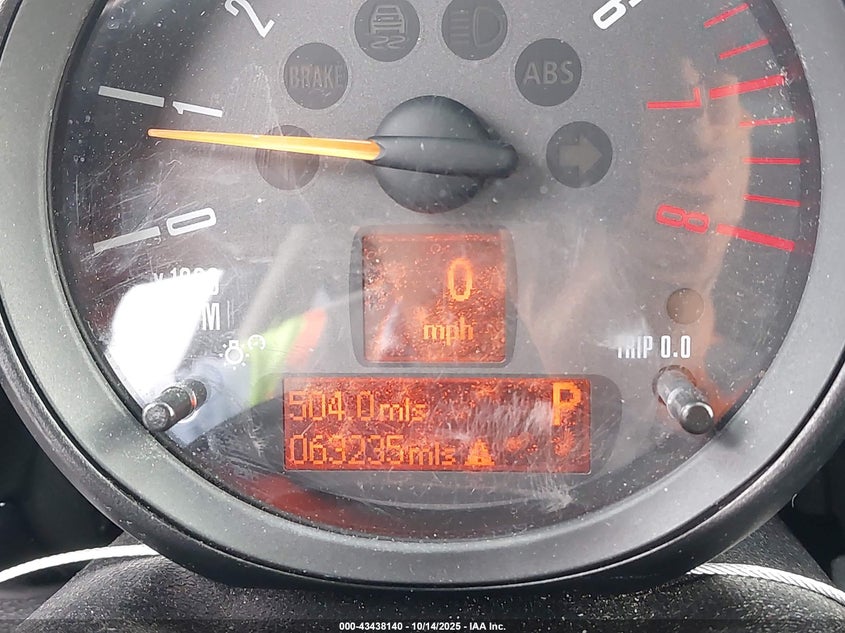 2
6
BRAKE
ABS
1
7
0
8
x 1000
0
mph
TRIP 0.0
504.0mls
P
063235mls
000-43438140 - 10/14/2025 - IAA Inc.